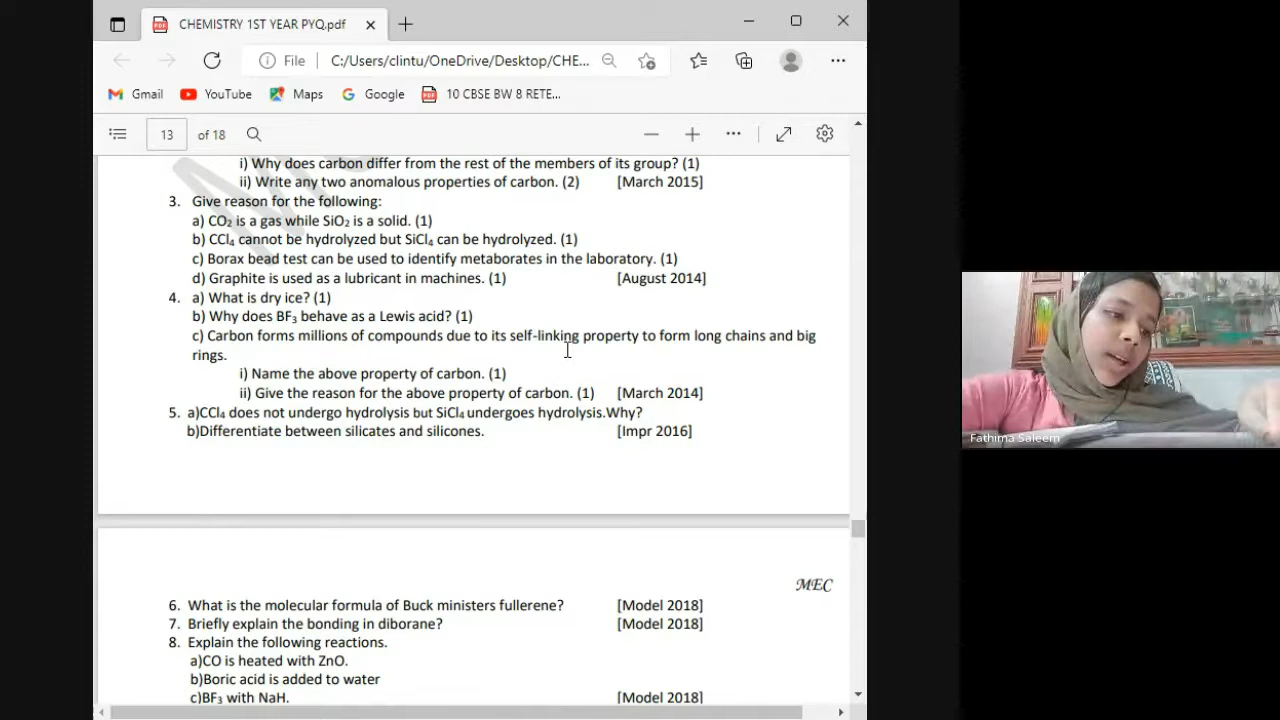 CHEMISTRY 1ST YEAR PYQ.pdf
File C:/Users/clintu/OneDrive/Desktop/CHE...
Gmail YouTube Maps Google 10 CBSE BW 8 RETE...
13 of 18
i) Why does carbon differ from the rest of the members of its group? (1)
ii) Write any two anomalous properties of carbon. (2) [March 2015]
3. Give reason for the following:
a) CO₂ is a gas while SiO₂ is a solid. (1)
b) CCl₄ cannot be hydrolyzed but SiCl₄ can be hydrolyzed. (1)
c) Borax bead test can be used to identify metaborates in the laboratory. (1)
d) Graphite is used as a lubricant in machines. (1) [August 2014]
4. a) What is dry ice? (1)
b) Why does BF₃ behave as a Lewis acid? (1)
c) Carbon forms millions of compounds due to its self-linking property to form long chains and big
rings.
i) Name the above property of carbon. (1)
ii) Give the reason for the above property of carbon. (1) [March 2014]
5. a)CCl₄ does not undergo hydrolysis but SiCl₄ undergoes hydrolysis.Why?
b)Differentiate between silicates and silicones. [Impr 2016]
MEC
6. What is the molecular formula of Buck ministers fullerene? [Model 2018]
7. Briefly explain the bonding in diborane? [Model 2018]
8. Explain the following reactions.
a)CO is heated with ZnO.
b)Boric acid is added to water
c)BF₃ with NaH. [Model 2018]
Fathima Saleem